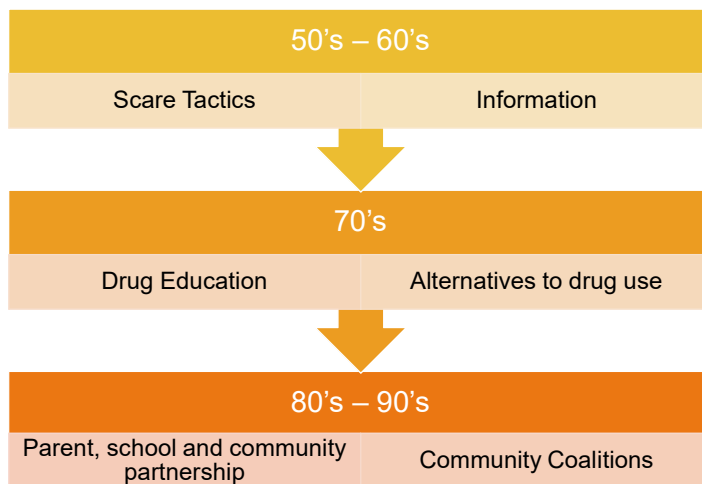 50’s – 60’s
Scare Tactics
Information
70’s
Drug Education
Alternatives to drug use
80’s – 90’s
Parent, school and community
partnership
Community Coalitions